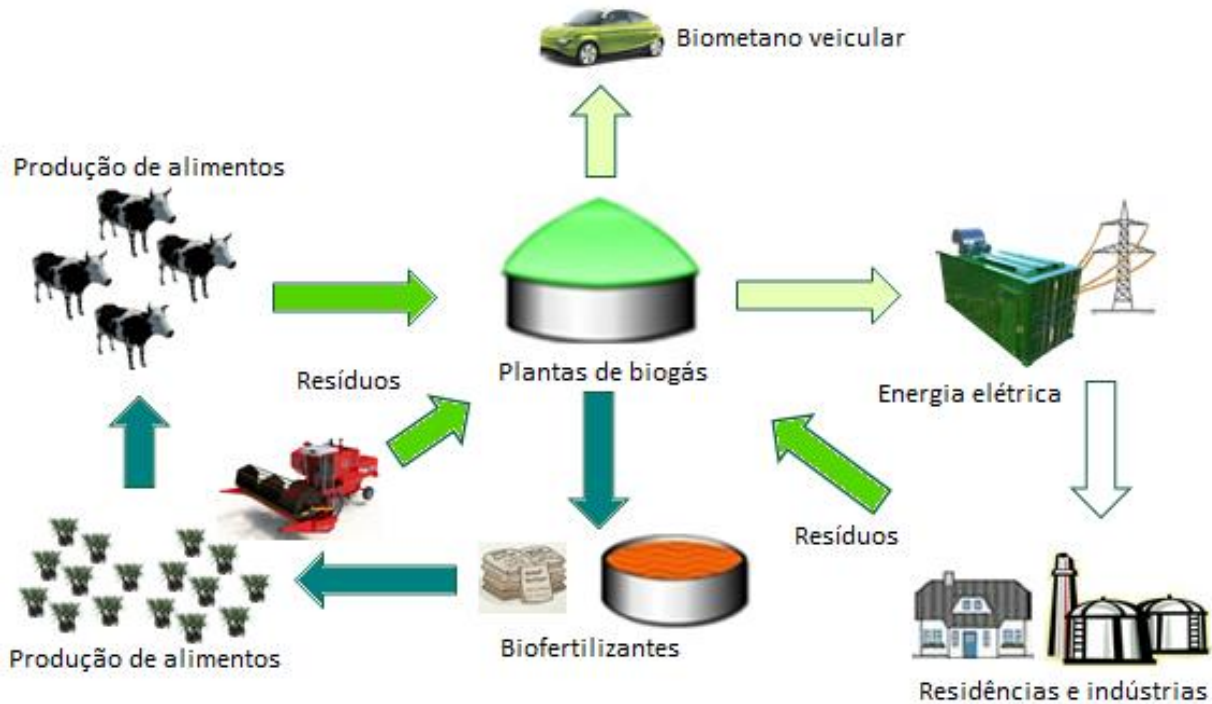 Biometano veicular
Produção de alimentos
Resíduos
Plantas de biogás
Energia elétrica
Resíduos
Produção de alimentos
Biofertilizantes
Residências e indústrias